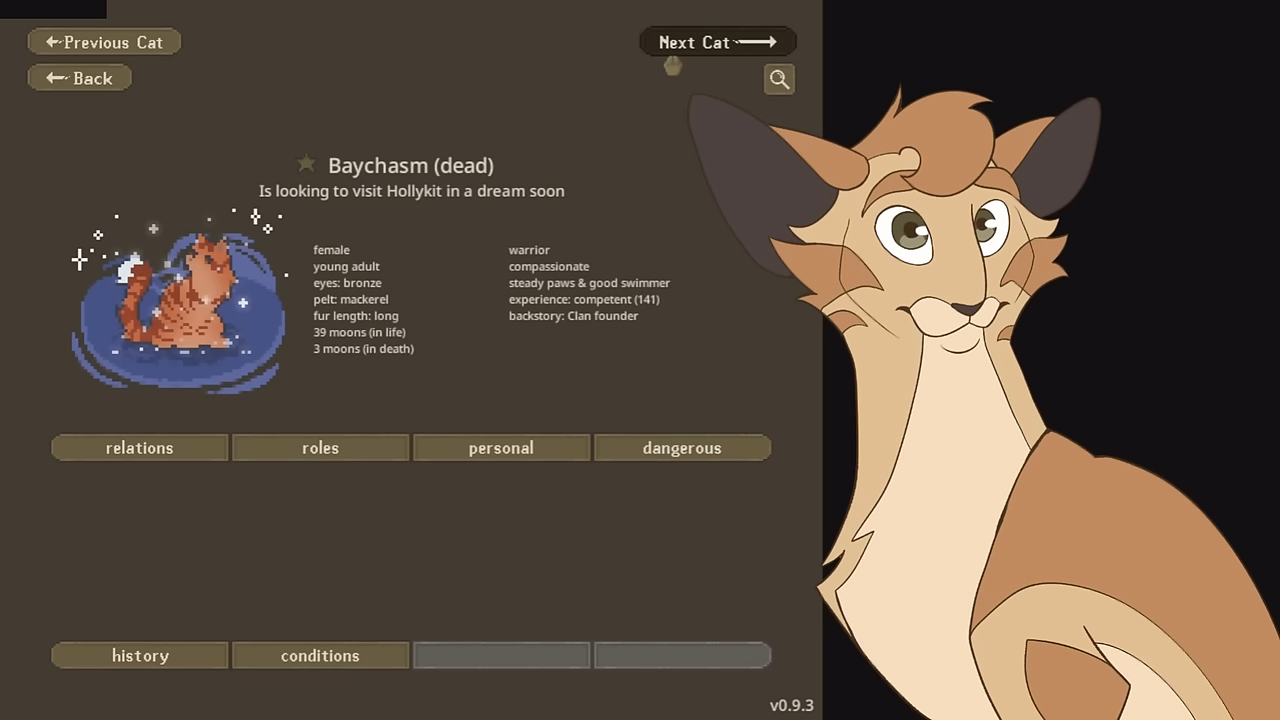 Previous Cat
Next Cat
Back
Baychasm (dead)
Is looking to visit Hollykit in a dream soon
female
young adult
eyes: bronze
pelt: mackerel
fur length: long
39 moons (in life)
3 moons (in death)
warrior
compassionate
steady paws & good swimmer
experience: competent (141)
backstory: Clan founder
relations
roles
personal
dangerous
history
conditions
v0.9.3